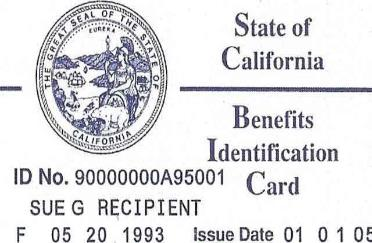 THE GREAT SEAL OF THE STATE OF CALIFORNIA
EUREKA
State of
California
Benefits
Identification
Card
ID No. 90000000A95001
SUE G RECIPIENT
F 05 20 1993 Issue Date 01 0 1 05